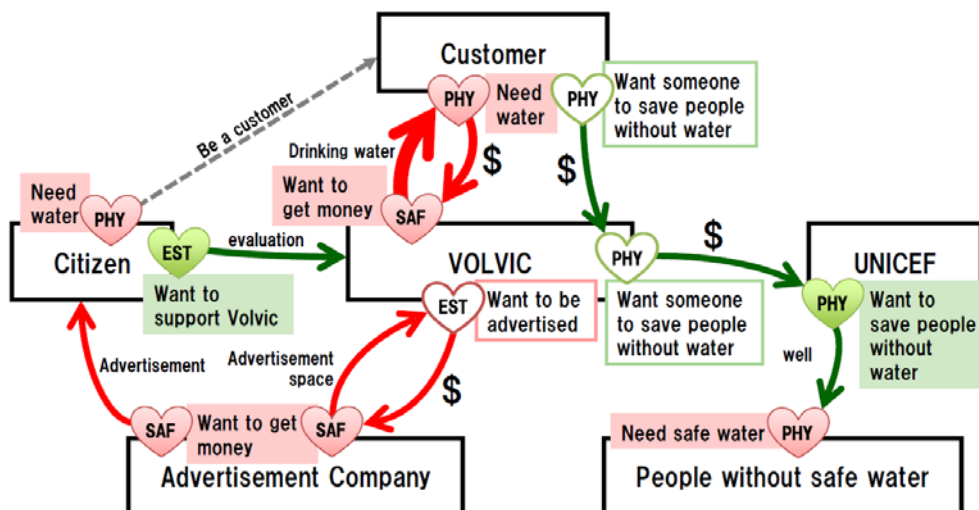 Customer
PHY
Need
water
PHY
Want someone
to save people
without water
Be a customer
Drinking water
$
$
Want to
get money
SAF
Need
water
PHY
Citizen
EST
evaluation
Want to
support Volvic
VOLVIC
PHY
$
UNICEF
EST
Want to be
advertised
Want someone
to save people
without water
PHY
Want to
save people
without
water
Advertisement
Advertisement
space
$
well
SAF
Want to get
money
SAF
Advertisement Company
Need safe water
PHY
People without safe water